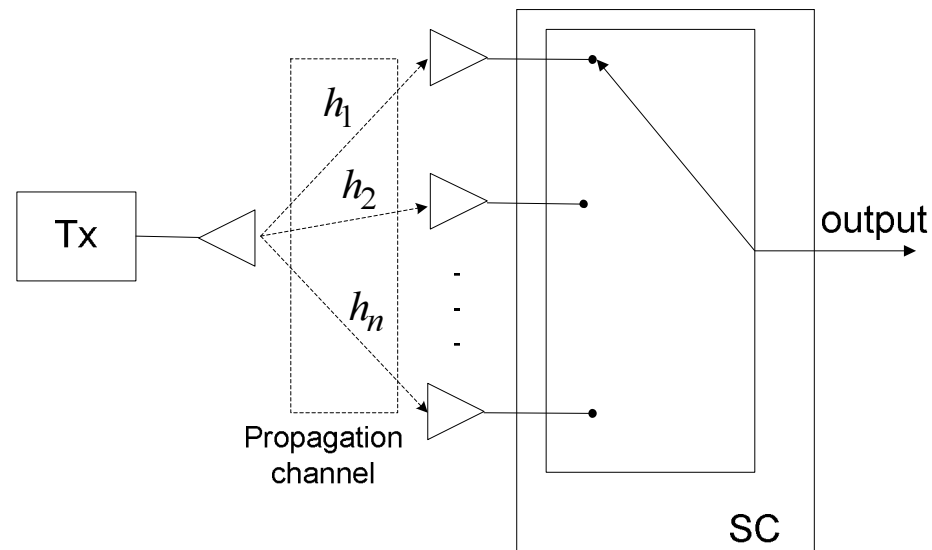 h1
h2
Tx
output
hn
Propagation
channel
SC